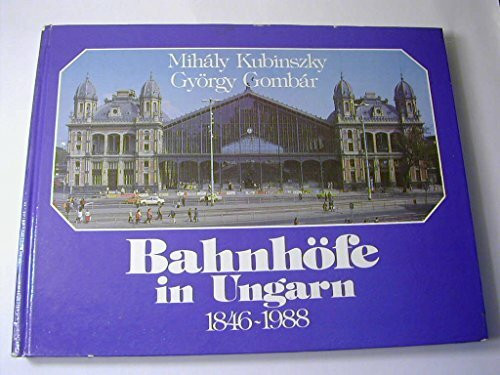 Mihály Kubinszky
György Gombár
Bahnhöfe
in Ungarn
1846-1988